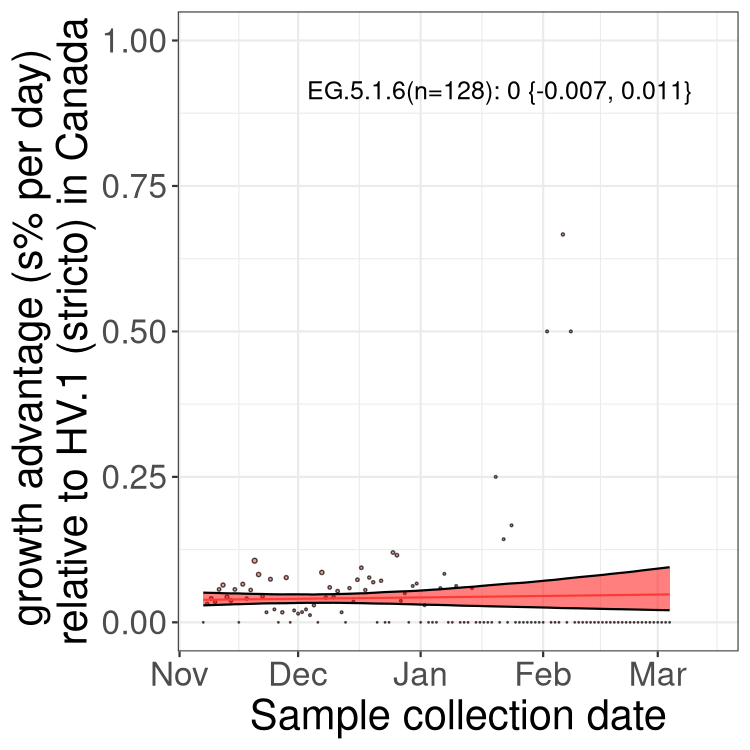 growth advantage (s% per day)
relative to HV.1 (stricto) in Canada
1.00
0.75
0.50
0.25
0.00
EG.5.1.6(n=128): 0 {-0.007, 0.011}
Nov Dec Jan Feb Mar
Sample collection date